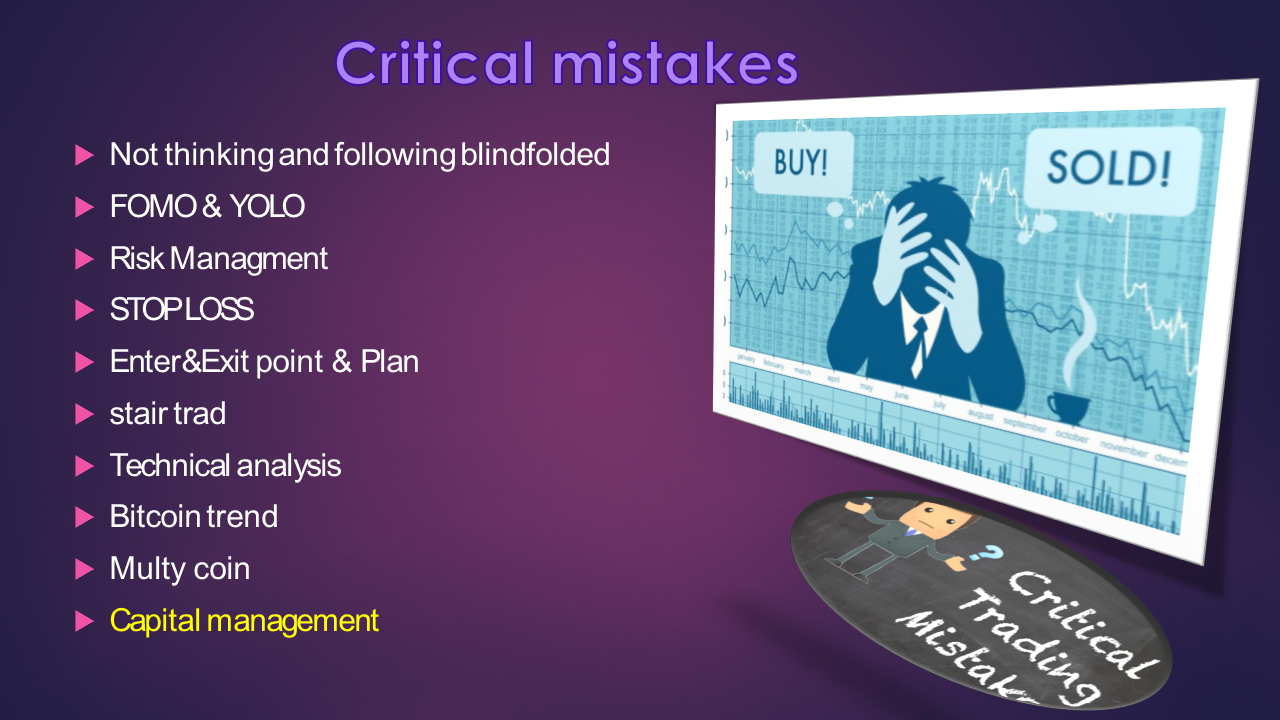 Critical mistakes
Not thinking and following blindfolded
FOMO & YOLO
Risk Managment
STOP LOSS
Enter&Exit point & Plan
stair trad
Technical analysis
Bitcoin trend
Multy coin
Capital management
BUY!
SOLD!
january february march april may june july august september october november decem
?
Critical
Trading
Mistak